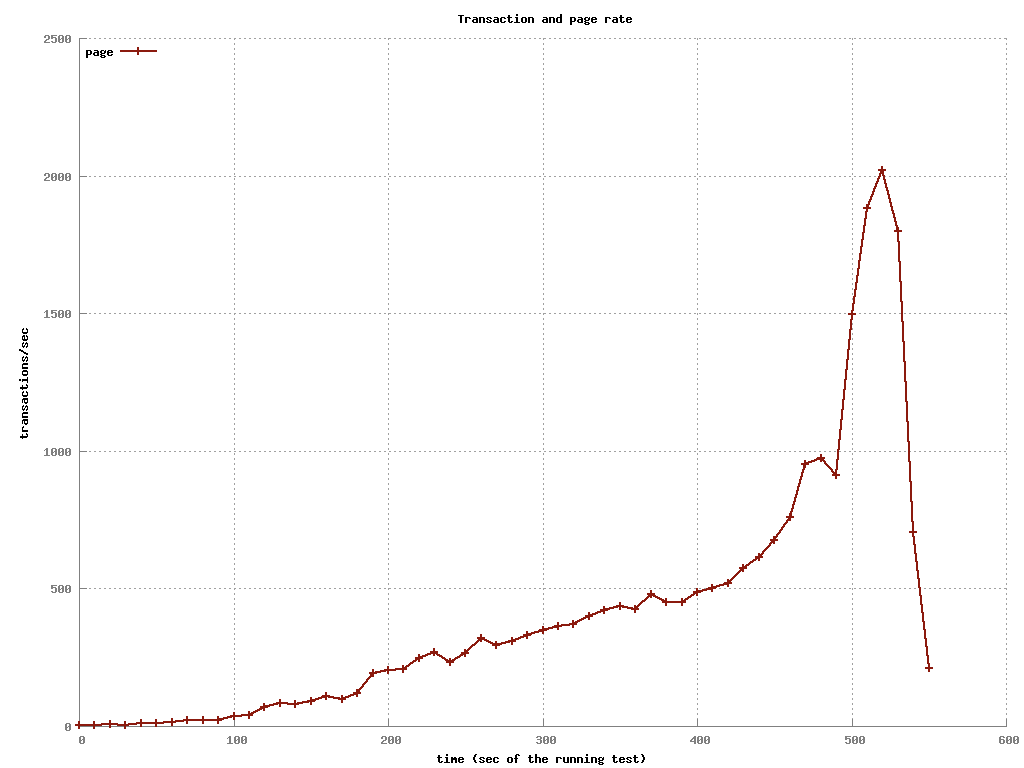 Transaction and page rate
page
2500
2000
1500
1000
500
0
transactions/sec
0 100 200 300 400 500 600
time (sec of the running test)